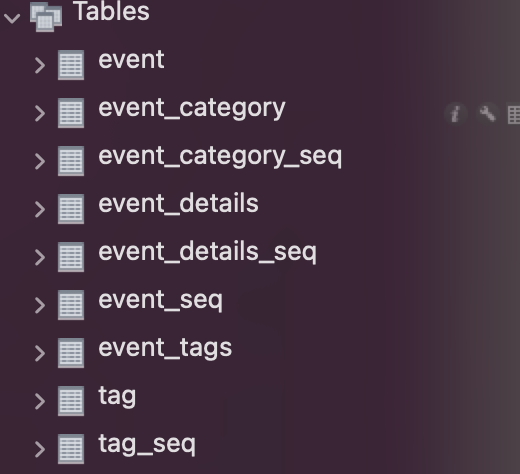 Tables
event
event_category
event_category_seq
event_details
event_details_seq
event_seq
event_tags
tag
tag_seq